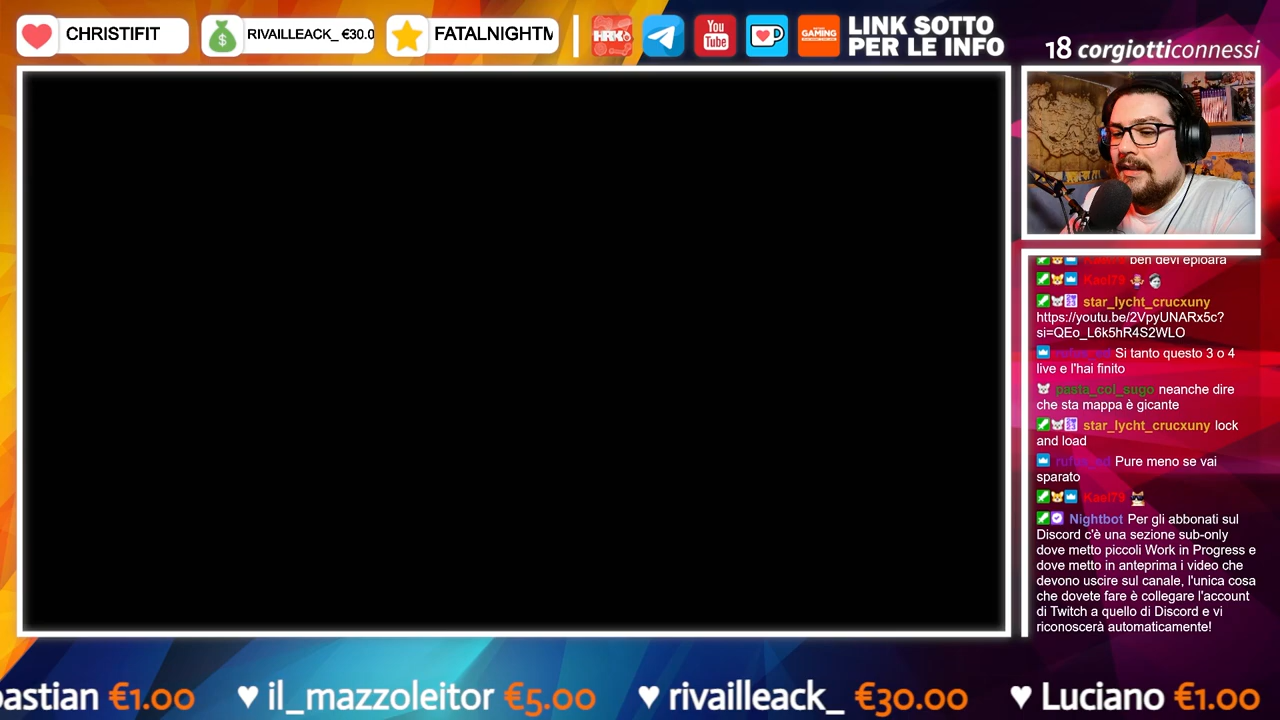 CHRISTIFIT
RIVAILLEACK_ €30.0
FATALNIGHTM
HRK
You
Tube
GAMING
LINK SOTTO
PER LE INFO
18 corgiotticonnessi
ben devi eploara
Kael79
star_lycht_crucxuny
https://youtu.be/2VpyUNARx5c?
si=QEo_L6k5hR4S2WLO
Si tanto questo 3 o 4
live e l'hai finito
pasta_col_sugo neanche dire
che sta mappa è gicante
star_lycht_crucxuny lock
and load
Pure meno se vai
sparato
Kael79
Nightbot Per gli abbonati sul
Discord c'è una sezione sub-only
dove metto piccoli Work in Progress e
dove metto in anteprima i video che
devono uscire sul canale, l'unica cosa
che dovete fare è collegare l'account
di Twitch a quello di Discord e vi
riconoscerà automaticamente!
bastian €1.00 ♥ il_mazzoleitor €5.00 ♥ rivailleack_ €30.00 ♥ Luciano €1.00